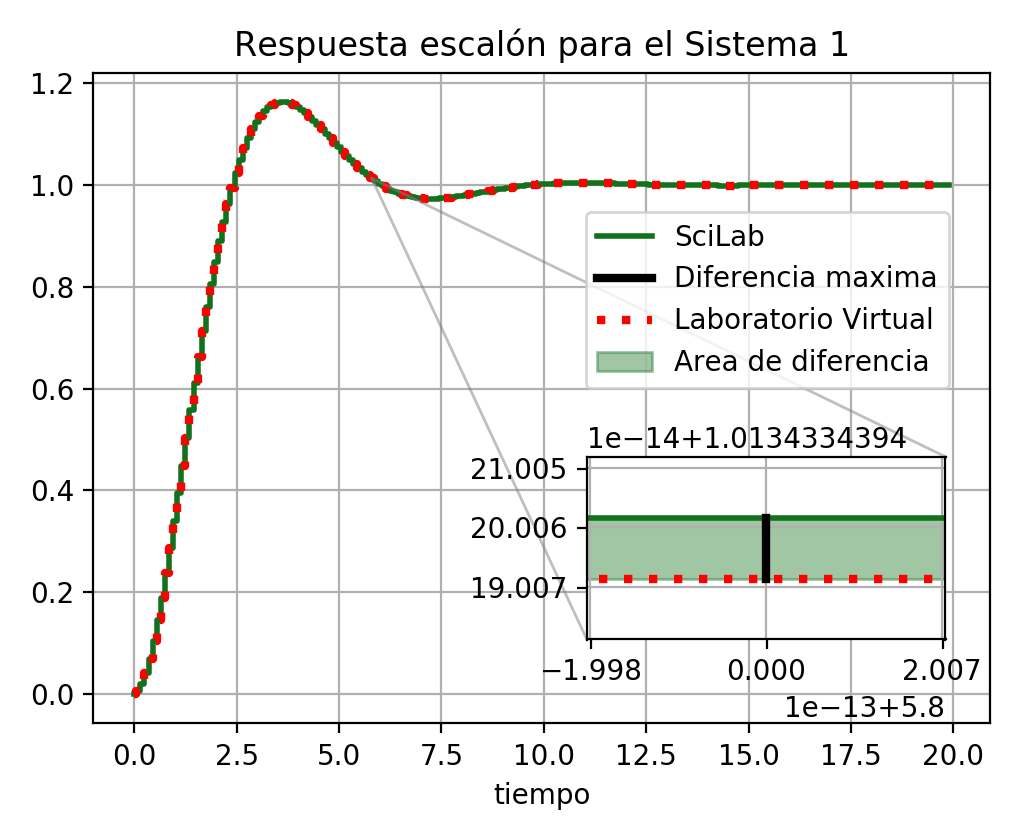 Respuesta escalón para el Sistema 1
1.2
1.0
0.8
0.6
0.4
0.2
0.0
SciLab
Diferencia maxima
Laboratorio Virtual
Area de diferencia
1e−14+1.0134334394
21.005
20.006
19.007
−1.998 0.000 2.007
1e−13+5.8
0.0 2.5 5.0 7.5 10.0 12.5 15.0 17.5 20.0
tiempo